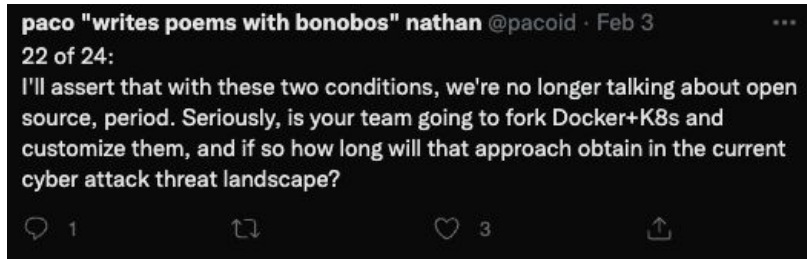 paco "writes poems with bonobos" nathan @pacoid · Feb 3
22 of 24:
I'll assert that with these two conditions, we're no longer talking about open
source, period. Seriously, is your team going to fork Docker+K8s and
customize them, and if so how long will that approach obtain in the current
cyber attack threat landscape?
1 3